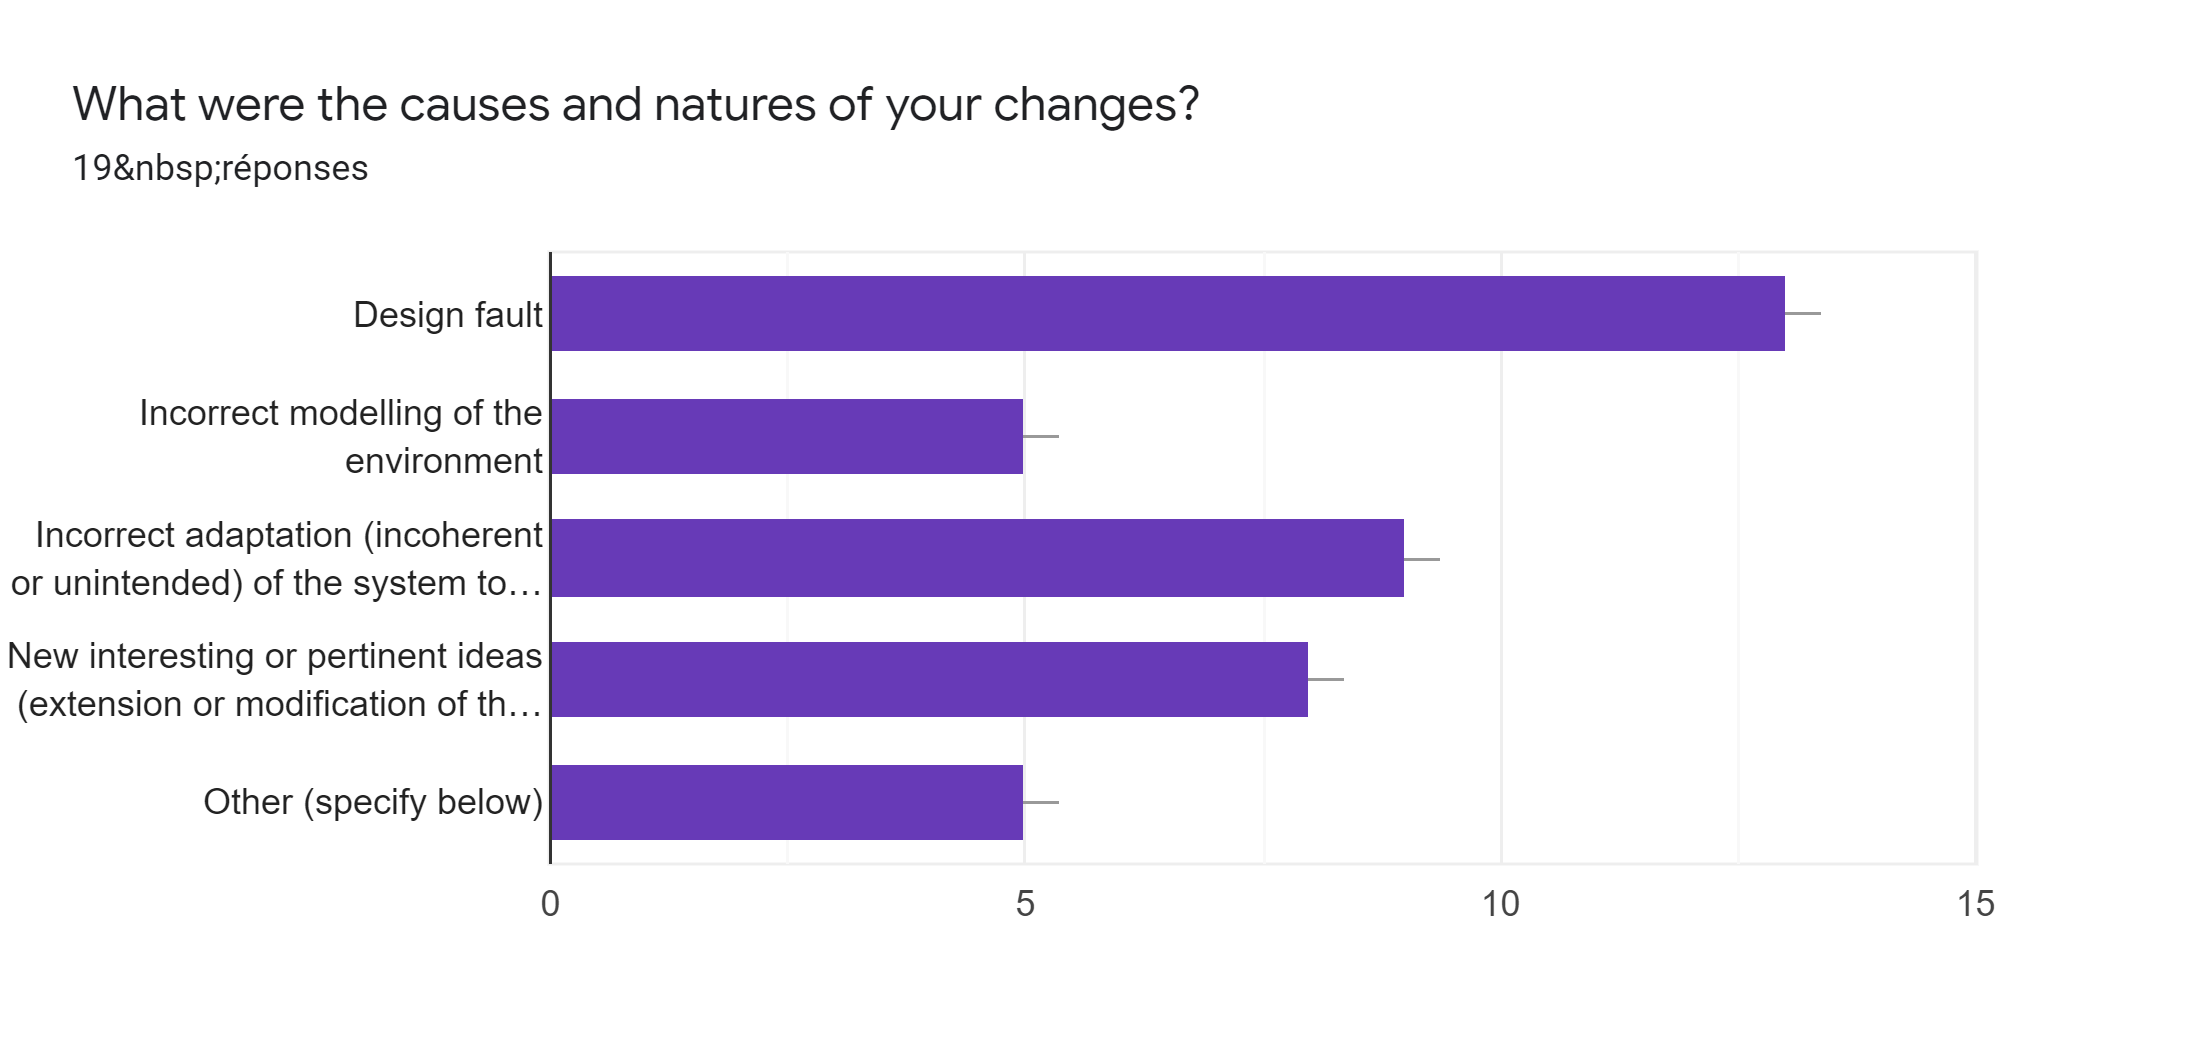 What were the causes and natures of your changes?
19&nbsp;réponses
Design fault
Incorrect modelling of the
environment
Incorrect adaptation (incoherent
or unintended) of the system to…
New interesting or pertinent ideas
(extension or modification of th…
Other (specify below)
0 5 10 15